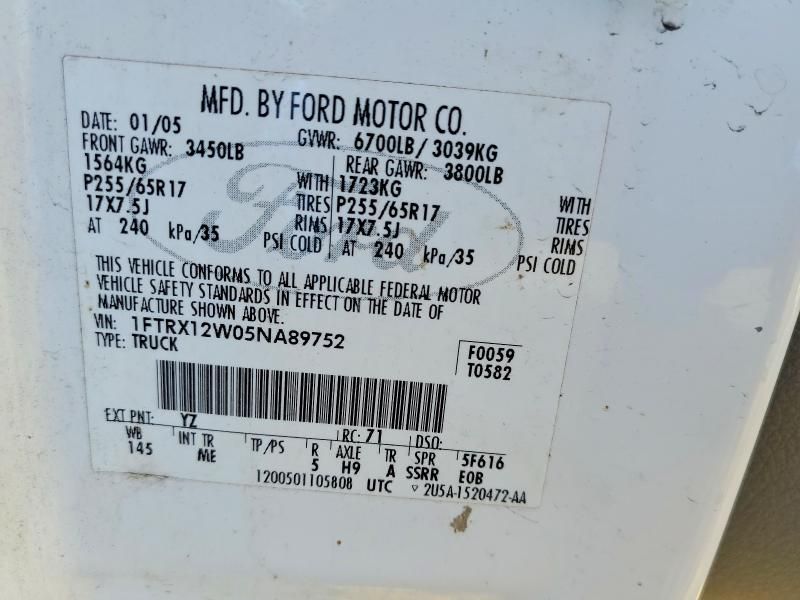 MFD. BY FORD MOTOR CO.
DATE: 01/05 GVWR: 6700LB/ 3039KG
FRONT GAWR: 3450LB REAR GAWR: 3800LB
1564KG WITH 1723KG WITH
P255/65R17 TIRES P255/65R17 TIRES
17X7.5J RIMS 17X7.5J RIMS
AT 240 kPa/35 PSI COLD AT 240 kPa/35 PSI COLD
Ford
THIS VEHICLE CONFORMS TO ALL APPLICABLE FEDERAL MOTOR
VEHICLE SAFETY STANDARDS IN EFFECT ON THE DATE OF
MANUFACTURE SHOWN ABOVE.
VIN: 1FTRX12W05NA89752
TYPE: TRUCK
F0059
T0582
EXT PNT: YZ RC: 71 DSO:
WB INT TR TP/PS R AXLE TR SPR 5F616
145 ME 5 H9 A SSRR EOB
1200501105808 UTC ▽ 2U5A-1520472-AA